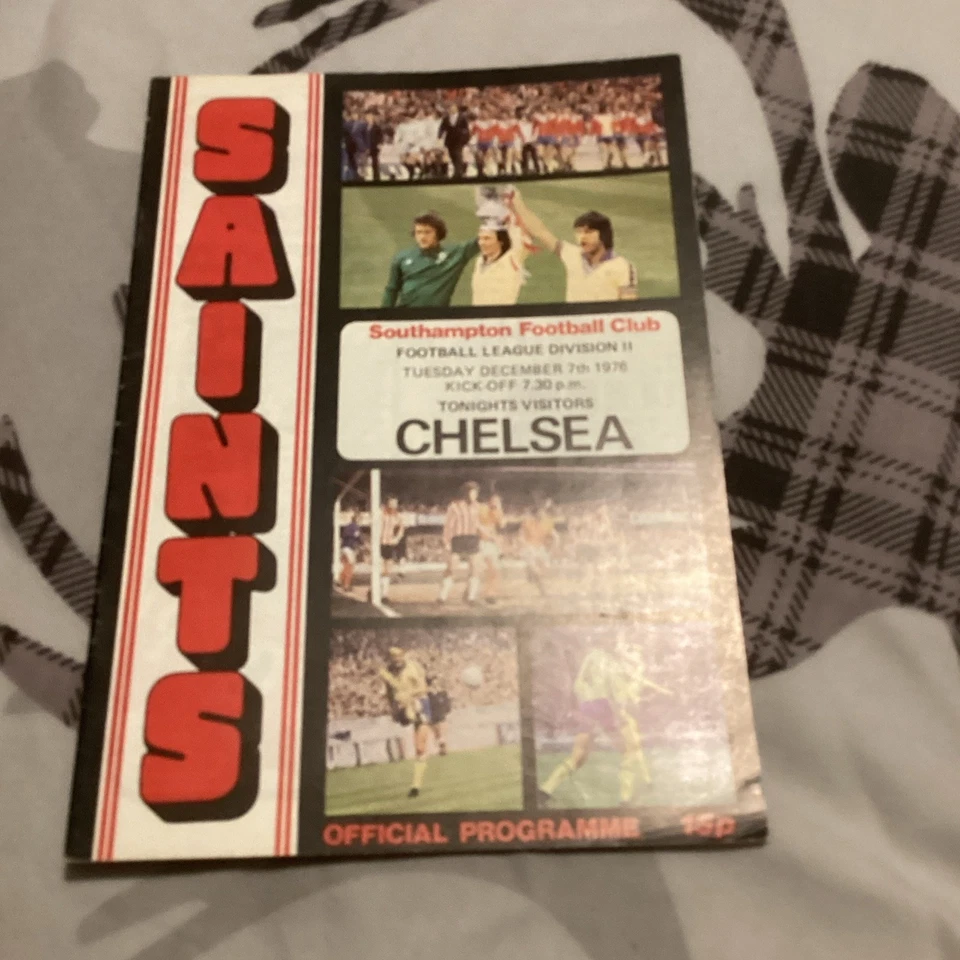 SAINTS
Southampton Football Club
FOOTBALL LEAGUE DIVISION II
TUESDAY DECEMBER 7th 1976
KICK-OFF 7.30 p.m.
TONIGHTS VISITORS
CHELSEA
OFFICIAL PROGRAMME 15p